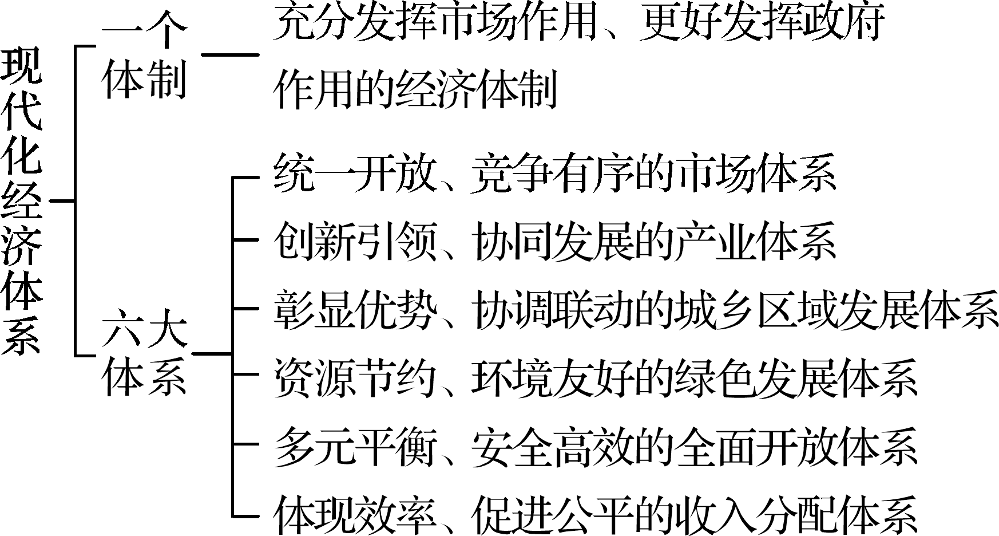 现代化经济体系
一个
体制
充分发挥市场作用、更好发挥政府
作用的经济体制
六大
体系
统一开放、竞争有序的市场体系
创新引领、协同发展的产业体系
彰显优势、协调联动的城乡区域发展体系
资源节约、环境友好的绿色发展体系
多元平衡、安全高效的全面开放体系
体现效率、促进公平的收入分配体系